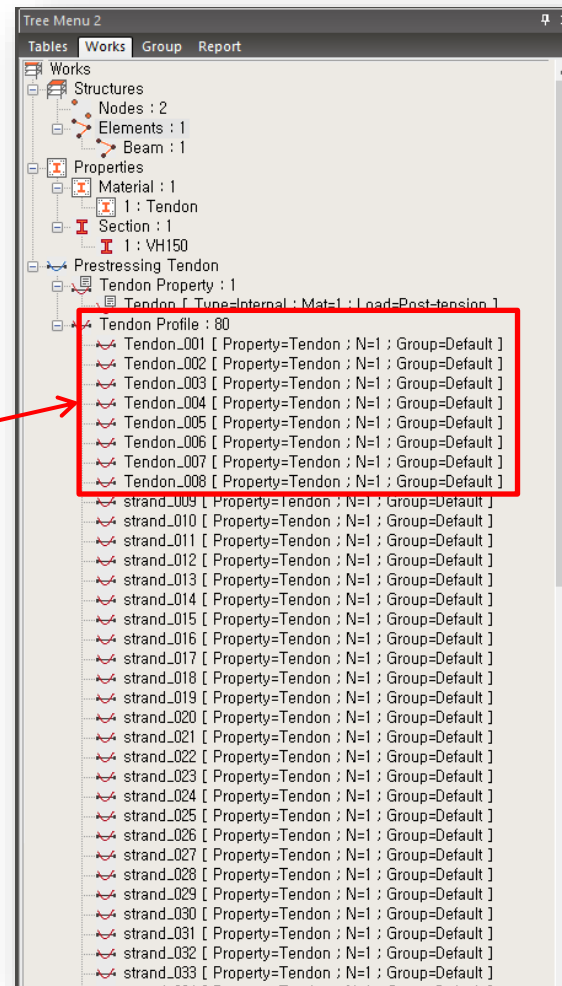 Tree Menu 2
Tables Works Group Report
Works
Structures
Nodes : 2
Elements : 1
Beam : 1
Properties
Material : 1
1 : Tendon
Section : 1
1 : VH150
Prestressing Tendon
Tendon Property : 1
Tendon [ Type=Internal ; Mat=1 ; Load=Post-tension ]
Tendon Profile : 80
Tendon_001 [ Property=Tendon ; N=1 ; Group=Default ]
Tendon_002 [ Property=Tendon ; N=1 ; Group=Default ]
Tendon_003 [ Property=Tendon ; N=1 ; Group=Default ]
Tendon_004 [ Property=Tendon ; N=1 ; Group=Default ]
Tendon_005 [ Property=Tendon ; N=1 ; Group=Default ]
Tendon_006 [ Property=Tendon ; N=1 ; Group=Default ]
Tendon_007 [ Property=Tendon ; N=1 ; Group=Default ]
Tendon_008 [ Property=Tendon ; N=1 ; Group=Default ]
strand_009 [ Property=Tendon ; N=1 ; Group=Default ]
strand_010 [ Property=Tendon ; N=1 ; Group=Default ]
strand_011 [ Property=Tendon ; N=1 ; Group=Default ]
strand_012 [ Property=Tendon ; N=1 ; Group=Default ]
strand_013 [ Property=Tendon ; N=1 ; Group=Default ]
strand_014 [ Property=Tendon ; N=1 ; Group=Default ]
strand_015 [ Property=Tendon ; N=1 ; Group=Default ]
strand_016 [ Property=Tendon ; N=1 ; Group=Default ]
strand_017 [ Property=Tendon ; N=1 ; Group=Default ]
strand_018 [ Property=Tendon ; N=1 ; Group=Default ]
strand_019 [ Property=Tendon ; N=1 ; Group=Default ]
strand_020 [ Property=Tendon ; N=1 ; Group=Default ]
strand_021 [ Property=Tendon ; N=1 ; Group=Default ]
strand_022 [ Property=Tendon ; N=1 ; Group=Default ]
strand_023 [ Property=Tendon ; N=1 ; Group=Default ]
strand_024 [ Property=Tendon ; N=1 ; Group=Default ]
strand_025 [ Property=Tendon ; N=1 ; Group=Default ]
strand_026 [ Property=Tendon ; N=1 ; Group=Default ]
strand_027 [ Property=Tendon ; N=1 ; Group=Default ]
strand_028 [ Property=Tendon ; N=1 ; Group=Default ]
strand_029 [ Property=Tendon ; N=1 ; Group=Default ]
strand_030 [ Property=Tendon ; N=1 ; Group=Default ]
strand_031 [ Property=Tendon ; N=1 ; Group=Default ]
strand_032 [ Property=Tendon ; N=1 ; Group=Default ]
strand_033 [ Property=Tendon ; N=1 ; Group=Default ]